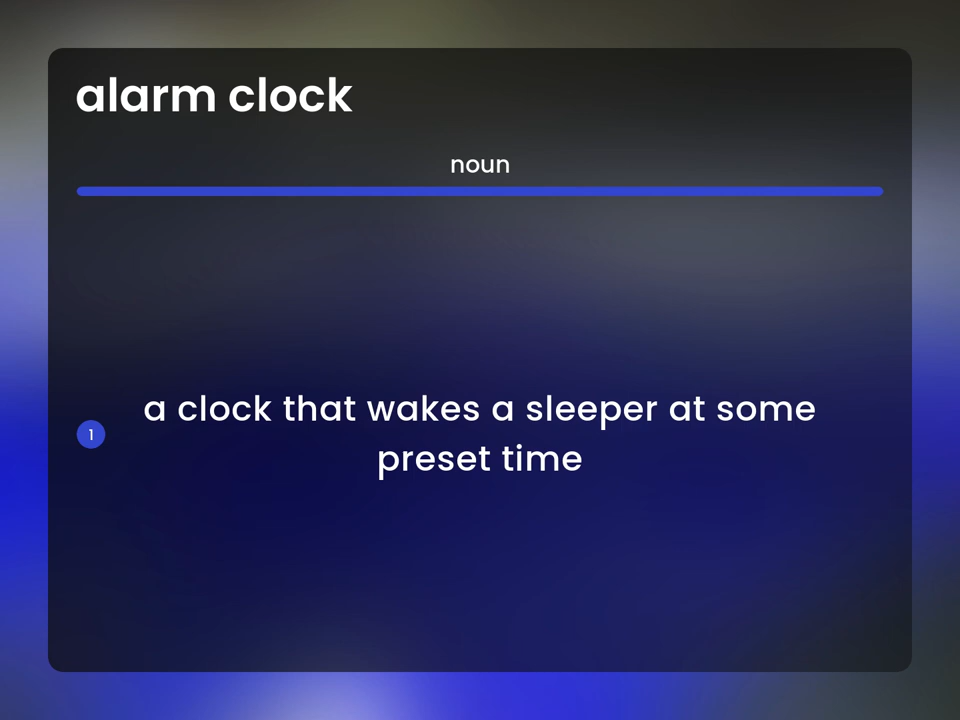 alarm clock
noun
1
a clock that wakes a sleeper at some
preset time